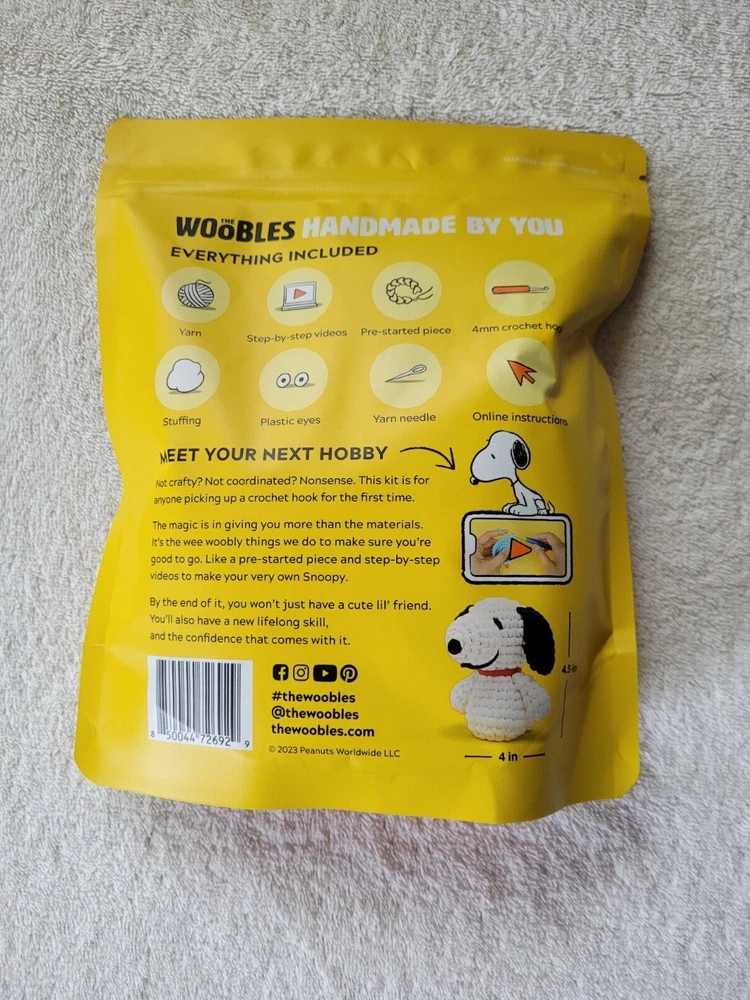 THE WOOBLES HANDMADE BY YOU
EVERYTHING INCLUDED
Yarn
Step-by-step videos
Pre-started piece
4mm crochet
Stuffing
Plastic eyes
Yarn needle
Online instructions
MEET YOUR NEXT HOBBY
Not crafty? Not coordinated? Nonsense. This kit is for
anyone picking up a crochet hook for the first time.
The magic is in giving you more than the materials.
It's the wee woobly things we do to make sure you're
good to go. Like a pre-started piece and step-by-step
videos to make your very own Snoopy.
By the end of it, you won't just have a cute lil' friend.
You'll also have a new lifelong skill,
and the confidence that comes with it.
4.5 in
4 in
#thewoobles
@thewoobles
thewoobles.com
© 2023 Peanuts Worldwide LLC
8 50044 72692 9